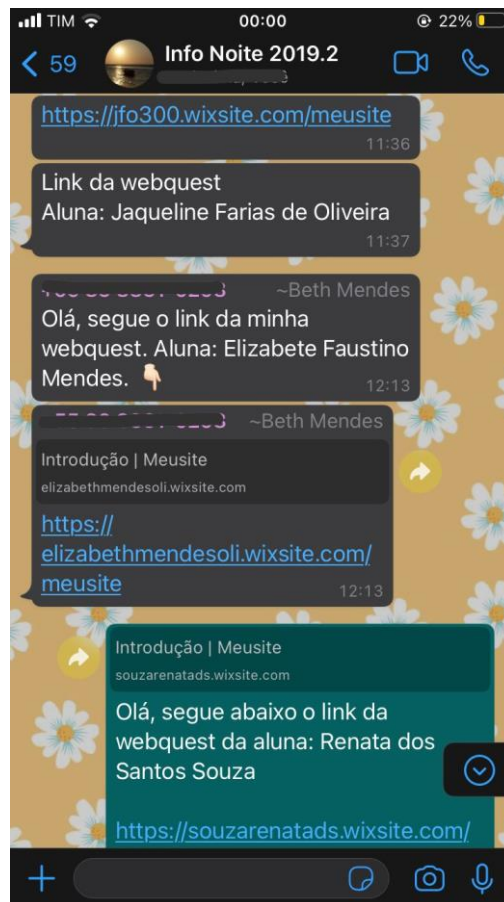 TIM
00:00
22%
59
Info Noite 2019.2
https://jfo300.wixsite.com/meusite
11:36
Link da webquest
Aluna: Jaqueline Farias de Oliveira
11:37
~Beth Mendes
Olá, segue o link da minha
webquest. Aluna: Elizabete Faustino
Mendes. 👇🏻
12:13
~Beth Mendes
Introdução | Meusite
elizabethmendesoli.wixsite.com
https://
elizabethmendesoli.wixsite.com/
meusite
12:13
Introdução | Meusite
souzarenatads.wixsite.com
Olá, segue abaixo o link da
webquest da aluna: Renata dos
Santos Souza
https://souzarenatads.wixsite.com/